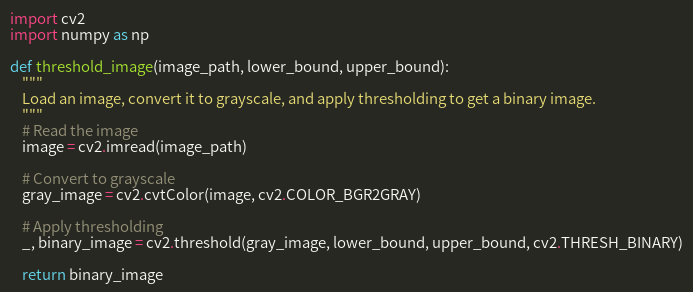 import cv2
import numpy as np
def threshold_image(image_path, lower_bound, upper_bound):
"""
Load an image, convert it to grayscale, and apply thresholding to get a binary image.
"""
# Read the image
image = cv2.imread(image_path)
# Convert to grayscale
gray_image = cv2.cvtColor(image, cv2.COLOR_BGR2GRAY)
# Apply thresholding
_, binary_image = cv2.threshold(gray_image, lower_bound, upper_bound, cv2.THRESH_BINARY)
return binary_image